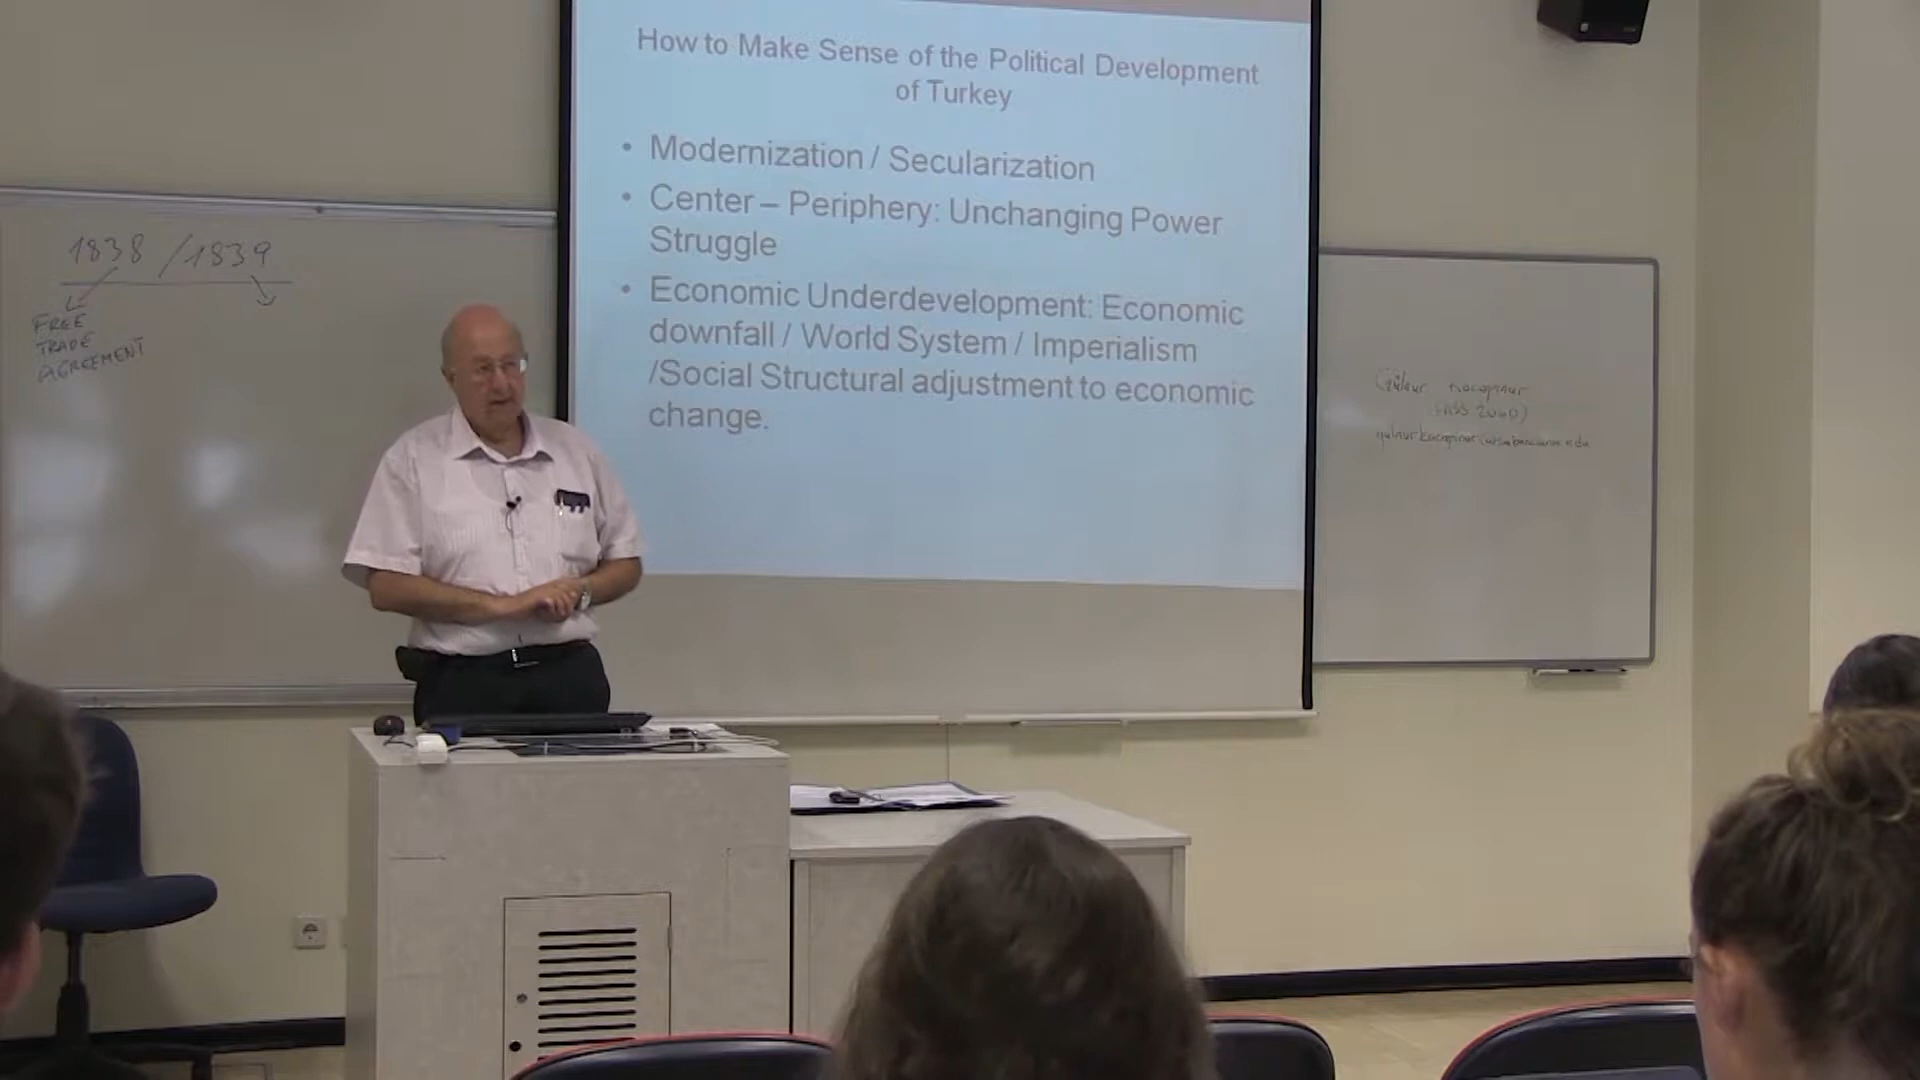 How to Make Sense of the Political Development
of Turkey
• Modernization / Secularization
• Center – Periphery: Unchanging Power
Struggle
• Economic Underdevelopment: Economic
downfall / World System / Imperialism
/Social Structural adjustment to economic
change.
1838 / 1839
FREE
TRADE
AGREEMENT